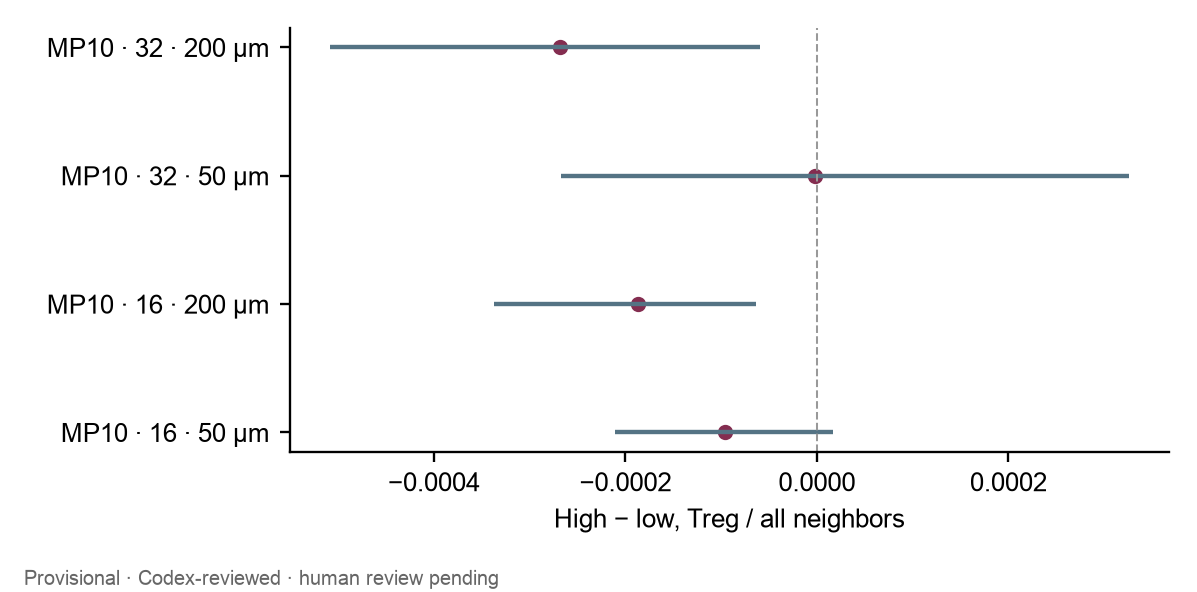 MP10 · 32 · 200 µm
MP10 · 32 · 50 µm
MP10 · 16 · 200 µm
MP10 · 16 · 50 µm
−0.0004 −0.0002 0.0000 0.0002
High − low, Treg / all neighbors
Provisional · Codex-reviewed · human review pending